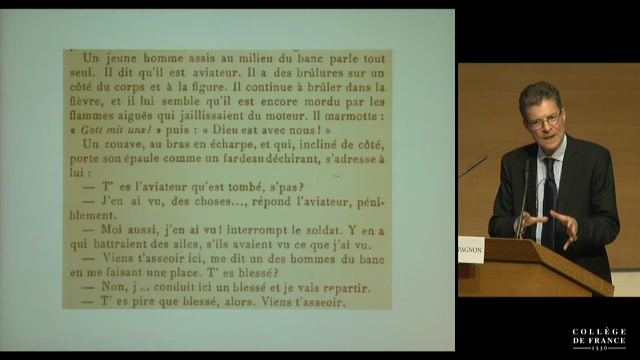 Un jeune homme assis au milieu du banc parle tout
seul. Il dit qu'il est aviateur. Il a des brûlures sur un
côté du corps et à la figure. Il continue à brûler dans la
fièvre, et il lui semble qu'il est encore mordu par les
flammes aiguës qui jaillissaient du moteur. Il marmotte :
« Gott mit uns! » puis : « Dieu est avec nous! »
Un zouave, au bras en écharpe, et qui, incliné de côté,
porte son épaule comme un fardeau déchirant, s'adresse à
lui :
— T' es l'aviateur qu'est tombé, s'pas?
— J'en ai vu, des choses..., répond l'aviateur, péni-
blement.
— Moi aussi, j'en ai vu! interrompt le soldat. Y en a
qui battraient des ailes, s'ils avaient vu ce que j'ai vu.
— Viens t'asseoir ici, me dit un des hommes du banc
en me faisant une place. T' es blessé?
— Non, conduit ici un blessé et je vais repartir.
— T' es pire que blessé, alors. Viens t'asseoir.
PAGNON
COLLÈGE
DE FRANCE
1530